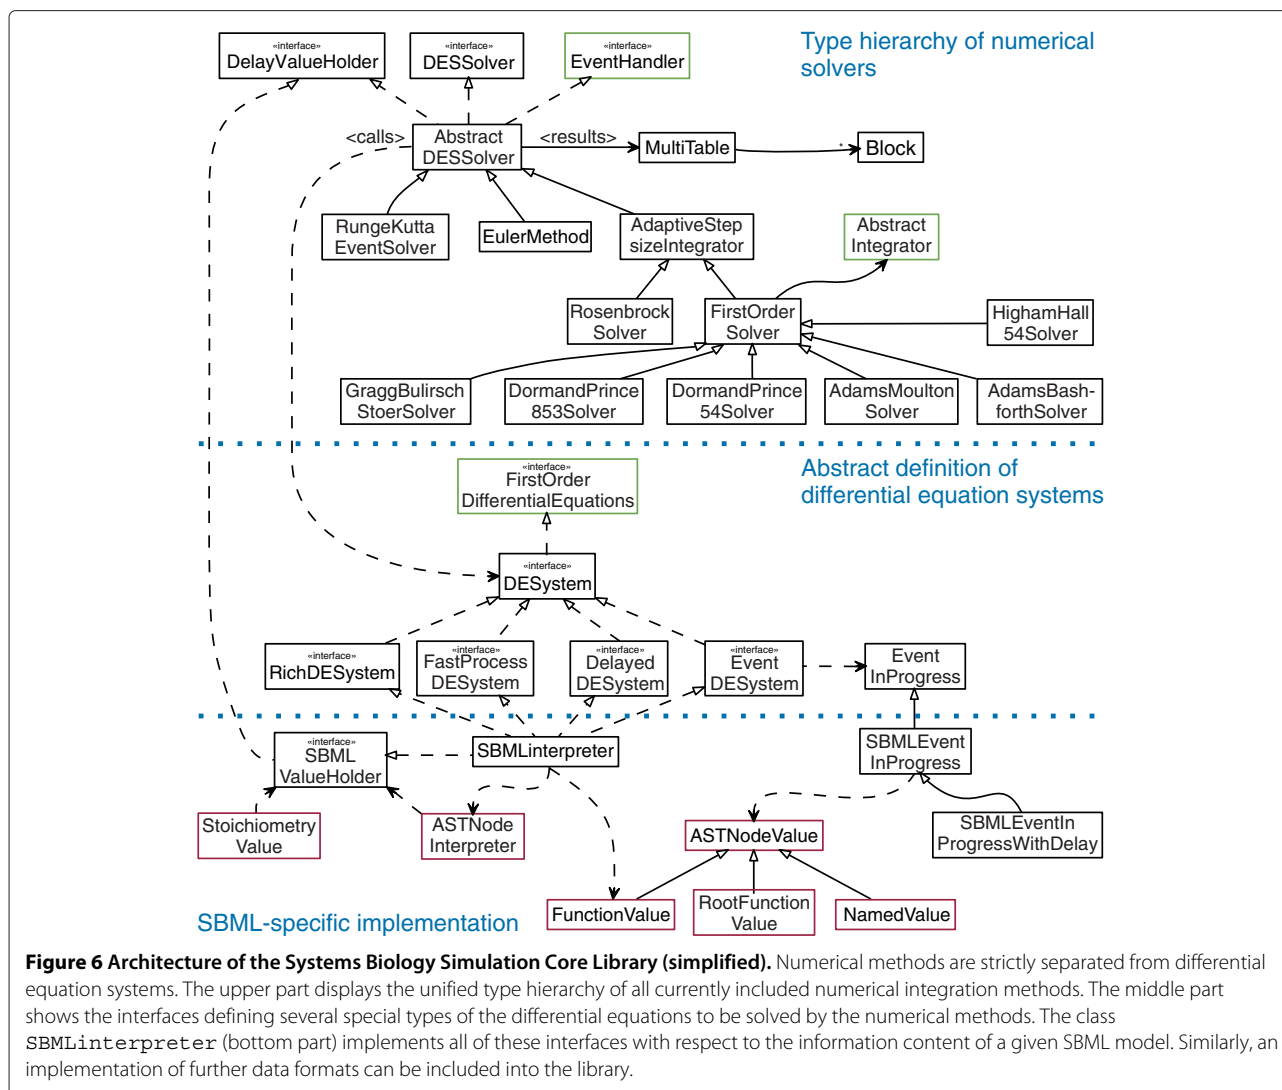 Type hierarchy of numerical
solvers
«interface»
DelayValueHolder
«interface»
DESSolver
«interface»
EventHandler
<calls>
Abstract
DESSolver
<results>
MultiTable
*
Block
RungeKutta
EventSolver
EulerMethod
AdaptiveStep
sizeIntegrator
Abstract
Integrator
Rosenbrock
Solver
FirstOrder
Solver
HighamHall
54Solver
GraggBulirsch
StoerSolver
DormandPrince
853Solver
DormandPrince
54Solver
AdamsMoulton
Solver
AdamsBash-
forthSolver
Abstract definition of
differential equation systems
«interface»
FirstOrder
DifferentialEquations
«interface»
DESystem
«interface»
RichDESystem
«interface»
FastProcess
DESystem
«interface»
Delayed
DESystem
«interface»
Event
DESystem
Event
InProgress
«interface»
SBML
ValueHolder
SBMLinterpreter
SBMLEvent
InProgress
Stoichiometry
Value
ASTNode
Interpreter
ASTNodeValue
SBMLEventIn
ProgressWithDelay
FunctionValue
RootFunction
Value
NamedValue
SBML-specific implementation
Figure 6 Architecture of the Systems Biology Simulation Core Library (simplified). Numerical methods are strictly separated from differential
equation systems. The upper part displays the unified type hierarchy of all currently included numerical integration methods. The middle part
shows the interfaces defining several special types of the differential equations to be solved by the numerical methods. The class
SBMLinterpreter (bottom part) implements all of these interfaces with respect to the information content of a given SBML model. Similarly, an
implementation of further data formats can be included into the library.